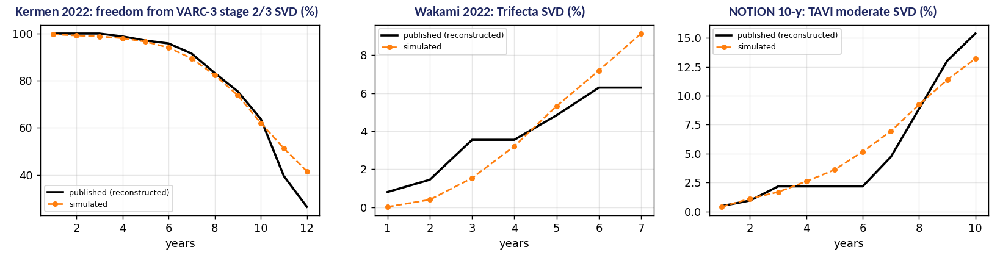 Kermen 2022: freedom from VARC-3 stage 2/3 SVD (%)
100
80
60
40
published (reconstructed)
simulated
2 4 6 8 10 12
years
Wakami 2022: Trifecta SVD (%)
published (reconstructed)
simulated
8
6
4
2
0
1 2 3 4 5 6 7
years
NOTION 10-y: TAVI moderate SVD (%)
published (reconstructed)
simulated
15.0
12.5
10.0
7.5
5.0
2.5
0.0
2 4 6 8 10
years